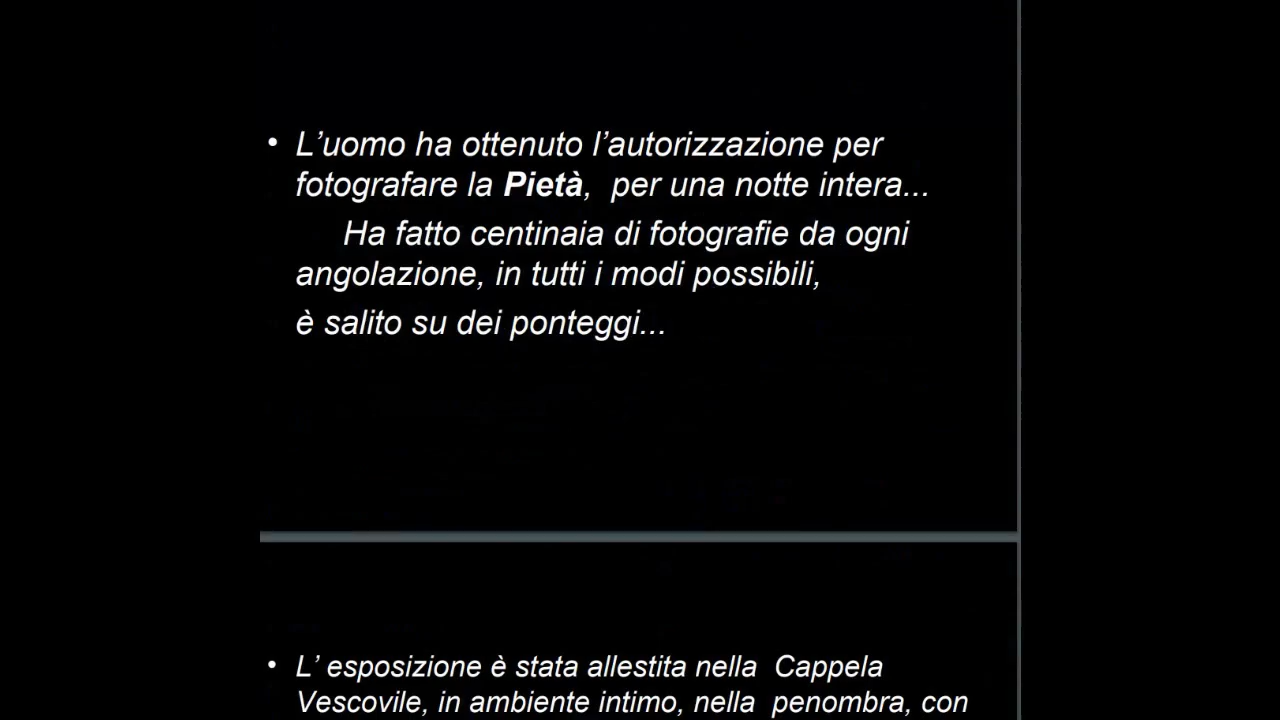 • L’uomo ha ottenuto l’autorizzazione per
fotografare la Pietà, per una notte intera...
Ha fatto centinaia di fotografie da ogni
angolazione, in tutti i modi possibili,
è salito su dei ponteggi...
• L’ esposizione è stata allestita nella Cappela
Vescovile, in ambiente intimo, nella penombra, con